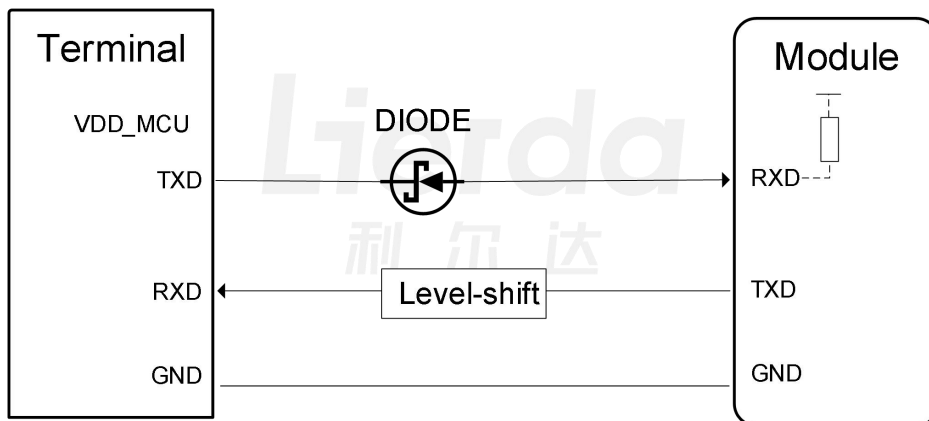 Terminal
Module
Lierda
利尔达
VDD_MCU
DIODE
TXD
RXD
RXD
Level-shift
TXD
GND
GND